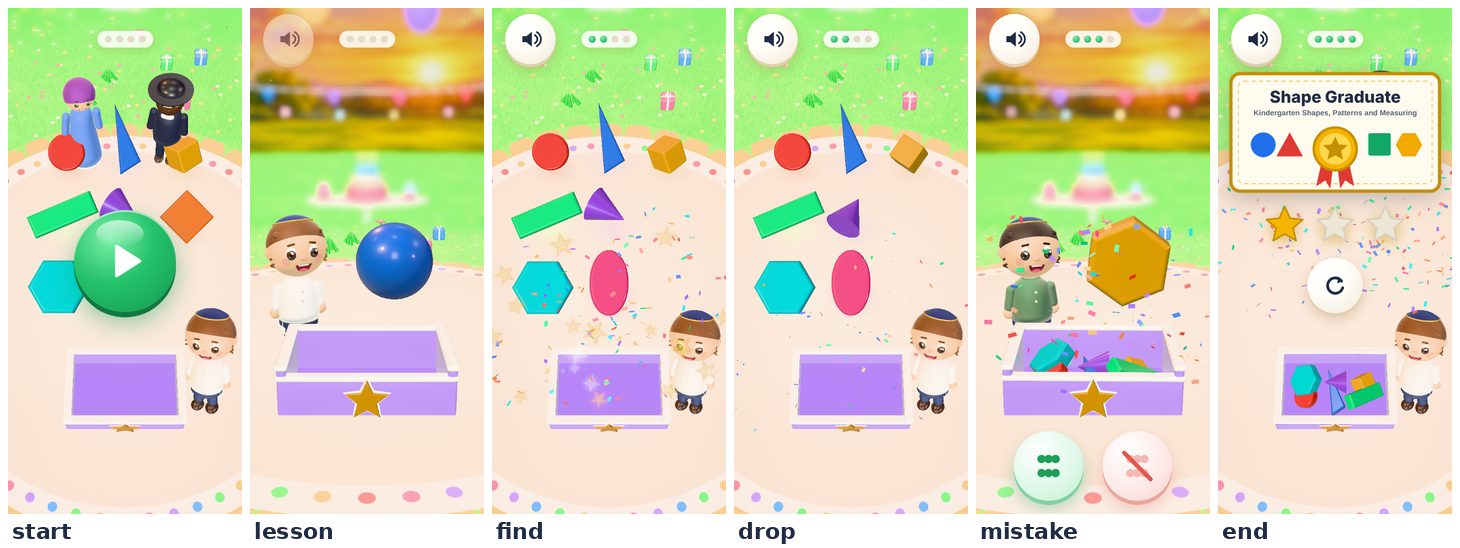 Shape Graduate
Kindergarten Shapes, Patterns and Measuring
start
lesson
find
drop
mistake
end